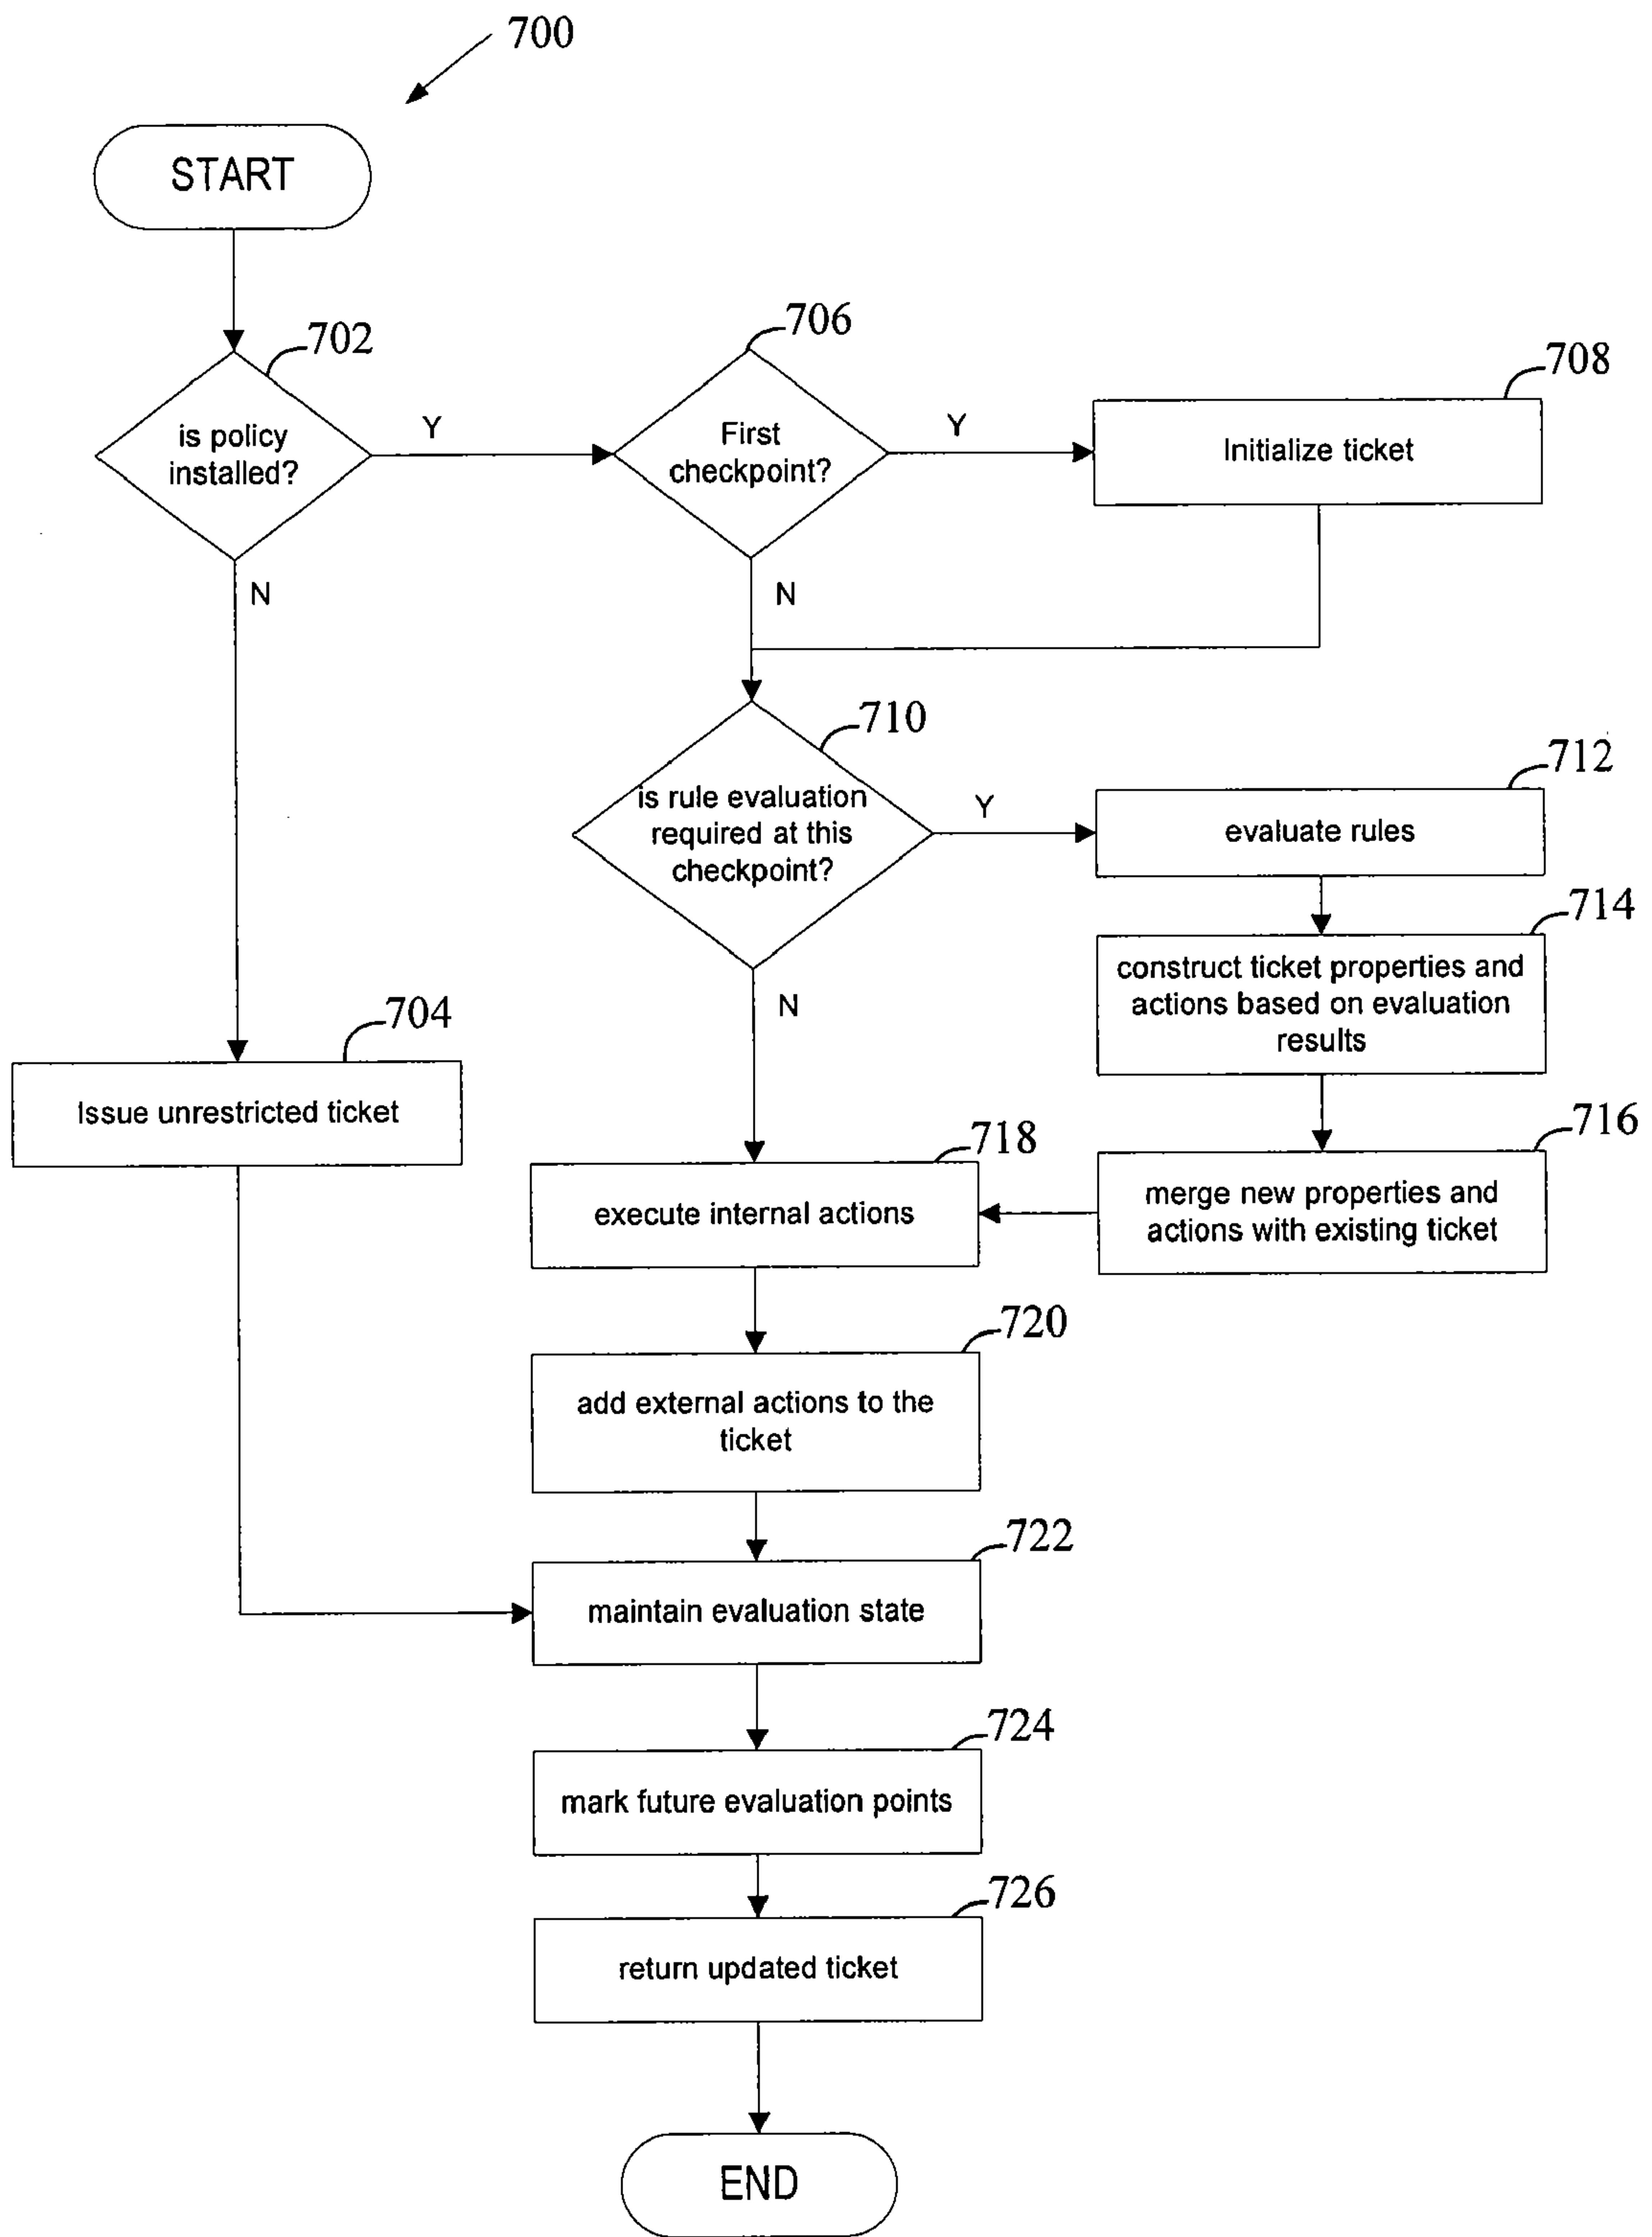 700
START
702
is policy
installed?
Y
N
706
First
checkpoint?
Y
N
708
Initialize ticket
710
is rule evaluation
required at this
checkpoint?
Y
N
712
evaluate rules
714
construct ticket properties and
actions based on evaluation
results
704
Issue unrestricted ticket
716
merge new properties and
actions with existing ticket
718
execute internal actions
720
add external actions to the
ticket
722
maintain evaluation state
724
mark future evaluation points
726
return updated ticket
END